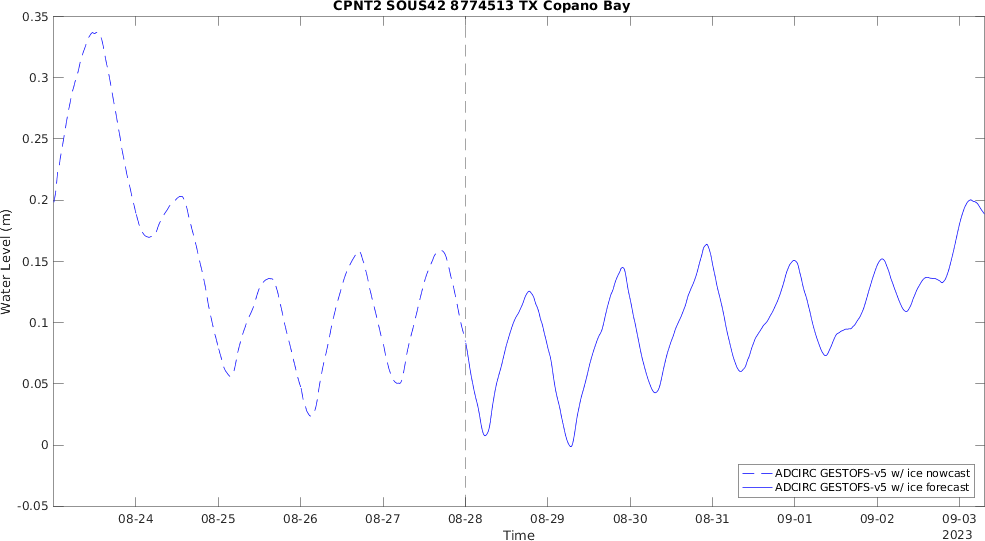 CPNT2 SOUS42 8774513 TX Copano Bay
0.35
0.3
0.25
0.2
0.15
0.1
0.05
0
-0.05
Water Level (m)
08-24 08-25 08-26 08-27 08-28 08-29 08-30 08-31 09-01 09-02 09-03
2023
Time
ADCIRC GESTOFS-v5 w/ ice nowcast
ADCIRC GESTOFS-v5 w/ ice forecast